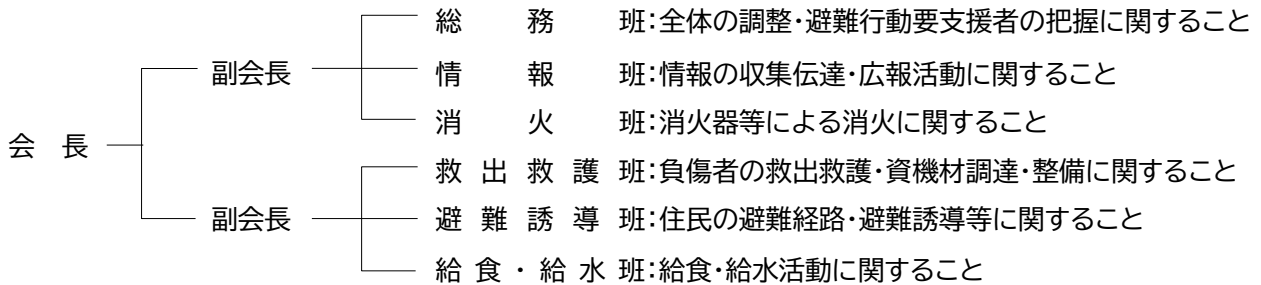 総務班：全体の調整・避難行動要支援者の把握に関すること
副会長
情報班：情報の収集伝達・広報活動に関すること
消火班：消火器等による消火に関すること
会長
救出救護班：負傷者の救出救護・資機材調達・整備に関すること
副会長
避難誘導班：住民の避難経路・避難誘導等に関すること
給食・給水班：給食・給水活動に関すること